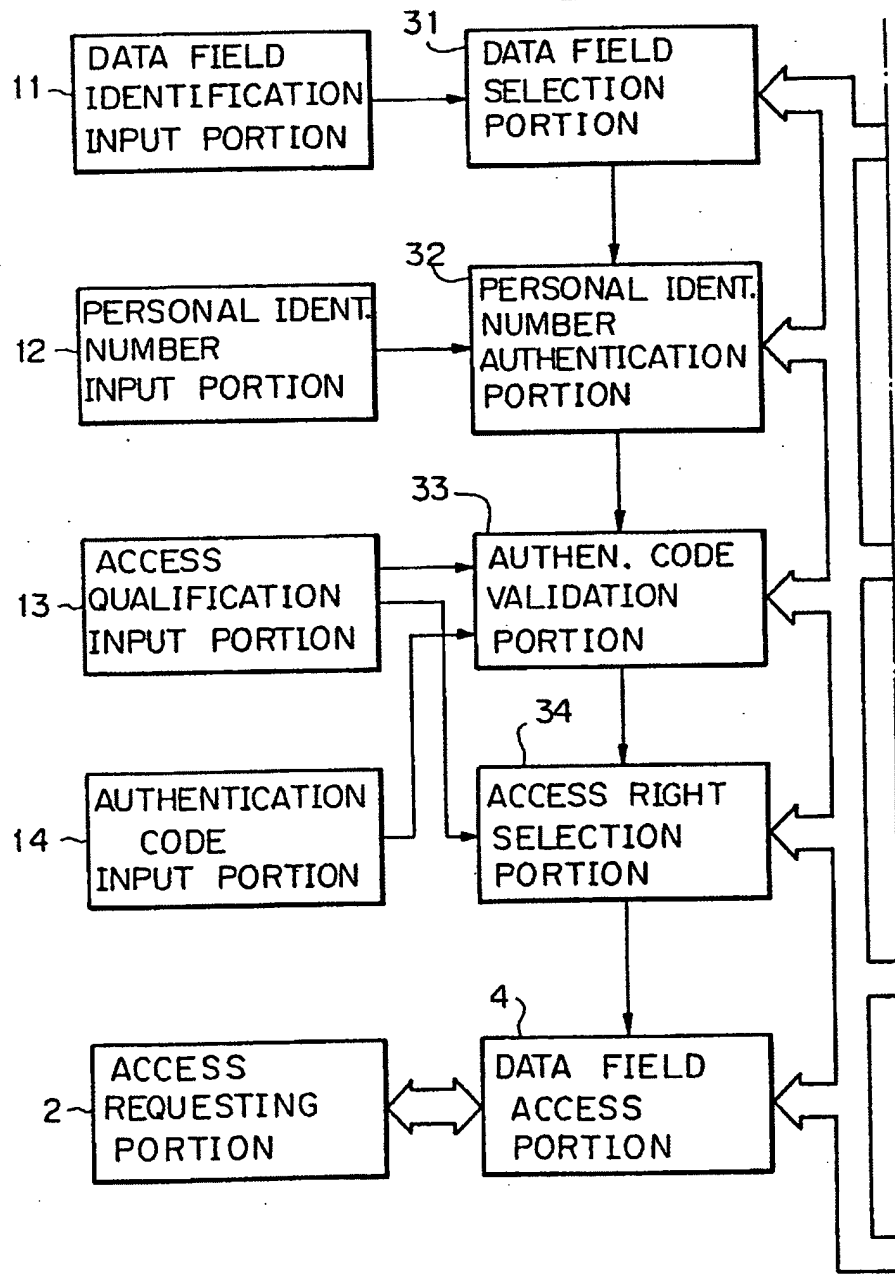 31
11
DATA FIELD
IDENTIFICATION
INPUT PORTION
DATA FIELD
SELECTION
PORTION
32
12
PERSONAL IDENT.
NUMBER
INPUT PORTION
PERSONAL IDENT.
NUMBER
AUTHENTICATION
PORTION
33
13
ACCESS
QUALIFICATION
INPUT PORTION
AUTHEN. CODE
VALIDATION
PORTION
34
14
AUTHENTICATION
CODE
INPUT PORTION
ACCESS RIGHT
SELECTION
PORTION
4
2
ACCESS
REQUESTING
PORTION
DATA FIELD
ACCESS
PORTION